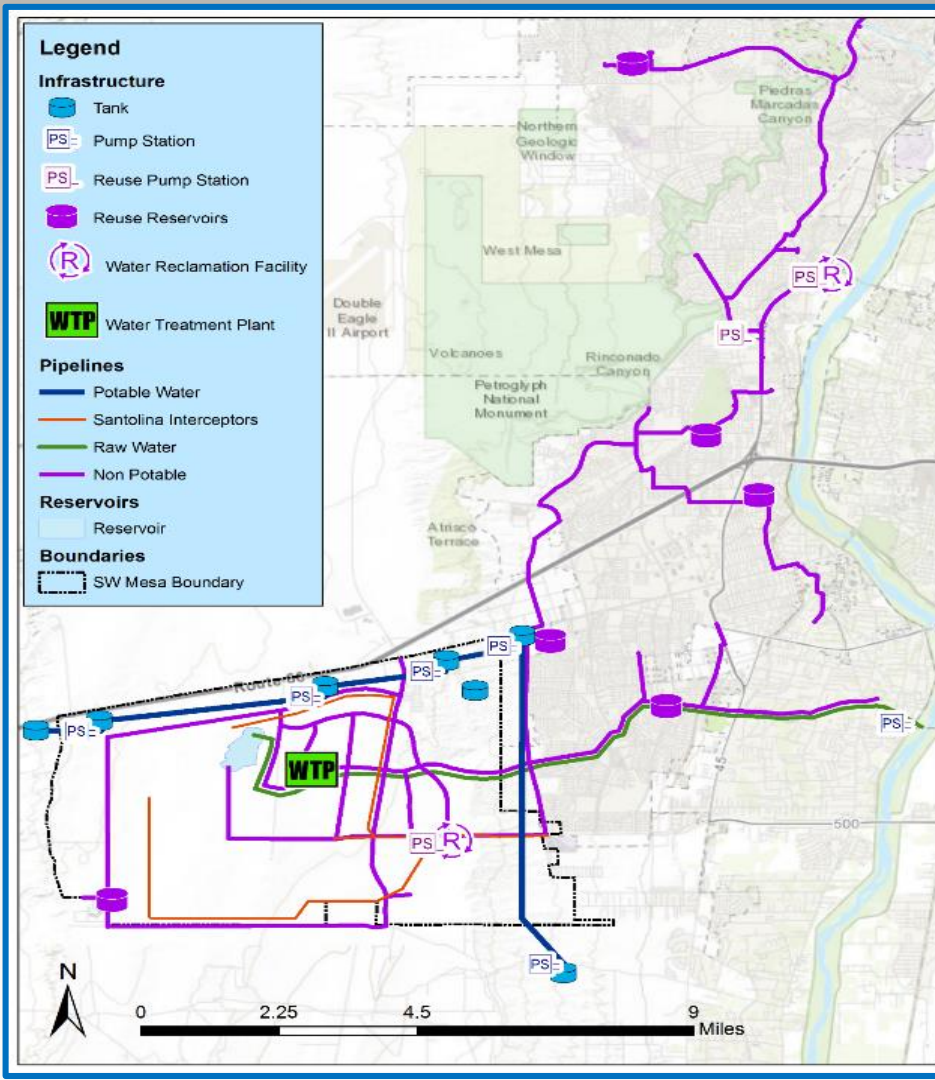 Legend
Infrastructure
Tank
PS Pump Station
PS Reuse Pump Station
Reuse Reservoirs
R Water Reclamation Facility
WTP Water Treatment Plant
Pipelines
Potable Water
Santolina Interceptors
Raw Water
Non Potable
Reservoirs
Reservoir
Boundaries
SW Mesa Boundary
Piedras
Marcadas
Canyon
Northern
Geologic
Window
West Mesa
PS R
Double
Eagle
II Airport
PS
Volcanoes
Rinconado
Canyon
Petroglyph
National
Monument
Atrisco
Terrace
PS
PS
Route 66
PS
PS
PS
45
WTP
500
PS R
PS
N
0 2.25 4.5 9
Miles